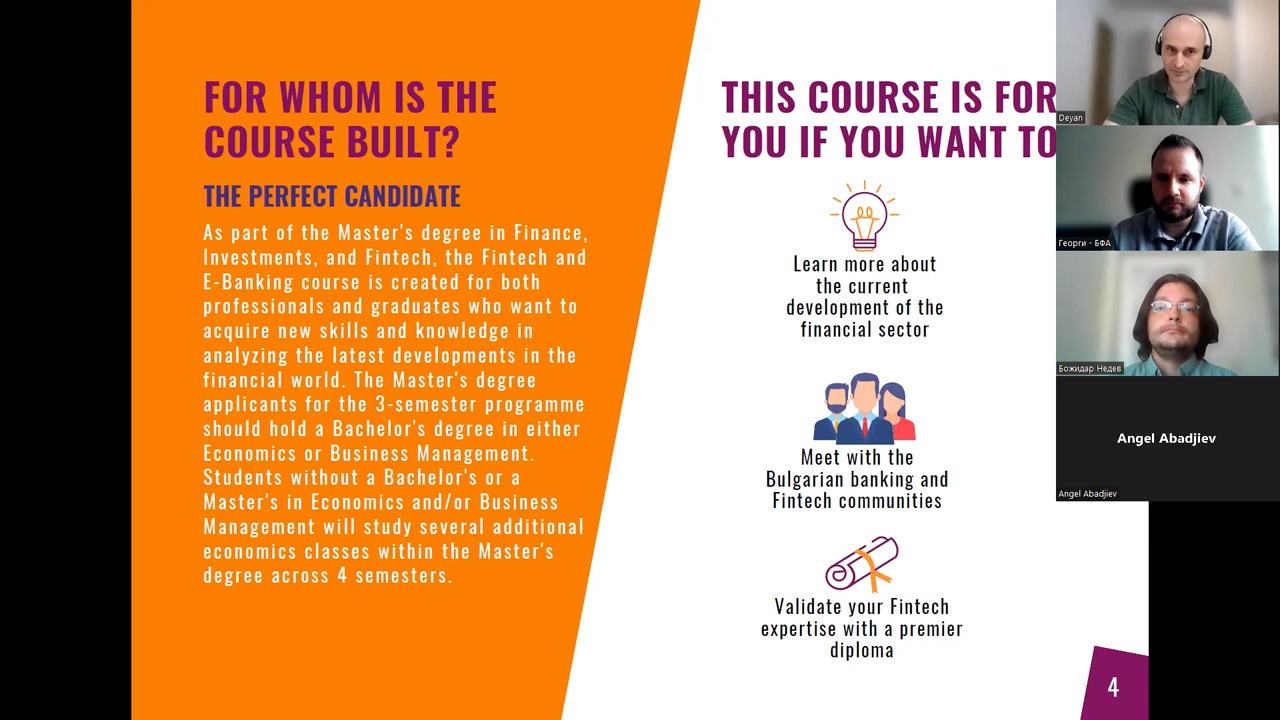 FOR WHOM IS THE
COURSE BUILT?
THE PERFECT CANDIDATE
As part of the Master's degree in Finance,
Investments, and Fintech, the Fintech and
E-Banking course is created for both
professionals and graduates who want to
acquire new skills and knowledge in
analyzing the latest developments in the
financial world. The Master's degree
applicants for the 3-semester programme
should hold a Bachelor's degree in either
Economics or Business Management.
Students without a Bachelor's or a
Master's in Economics and/or Business
Management will study several additional
economics classes within the Master's
degree across 4 semesters.
THIS COURSE IS FOR
YOU IF YOU WANT TO
Learn more about
the current
development of the
financial sector
Meet with the
Bulgarian banking and
Fintech communities
Validate your Fintech
expertise with a premier
diploma
4
Deyan
Георги - БФА
Божидар Недев
Angel Abadjiev
Angel Abadjiev